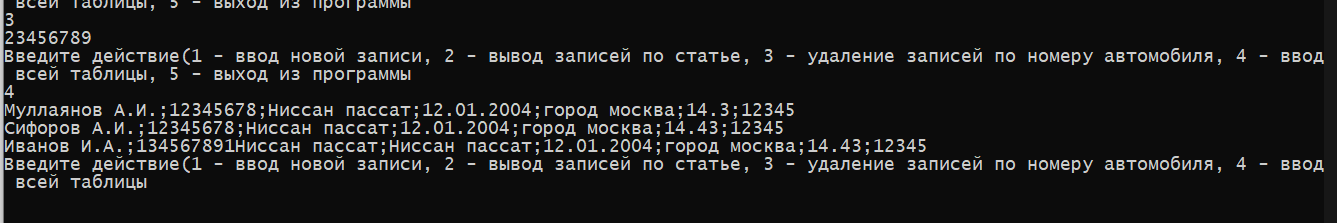 всей таблицы, 5 - выход из программы
3
23456789
Введите действие(1 - ввод новой записи, 2 - вывод записей по статье, 3 - удаление записей по номеру автомобиля, 4 - ввод
всей таблицы, 5 - выход из программы
4
Муллаянов А.И.;12345678;Ниссан пассат;12.01.2004;город москва;14.3;12345
Сифоров А.И.;12345678;Ниссан пассат;12.01.2004;город москва;14.43;12345
Иванов И.А.;134567891Ниссан пассат;Ниссан пассат;12.01.2004;город москва;14.43;12345
Введите действие(1 - ввод новой записи, 2 - вывод записей по статье, 3 - удаление записей по номеру автомобиля, 4 - ввод
всей таблицы